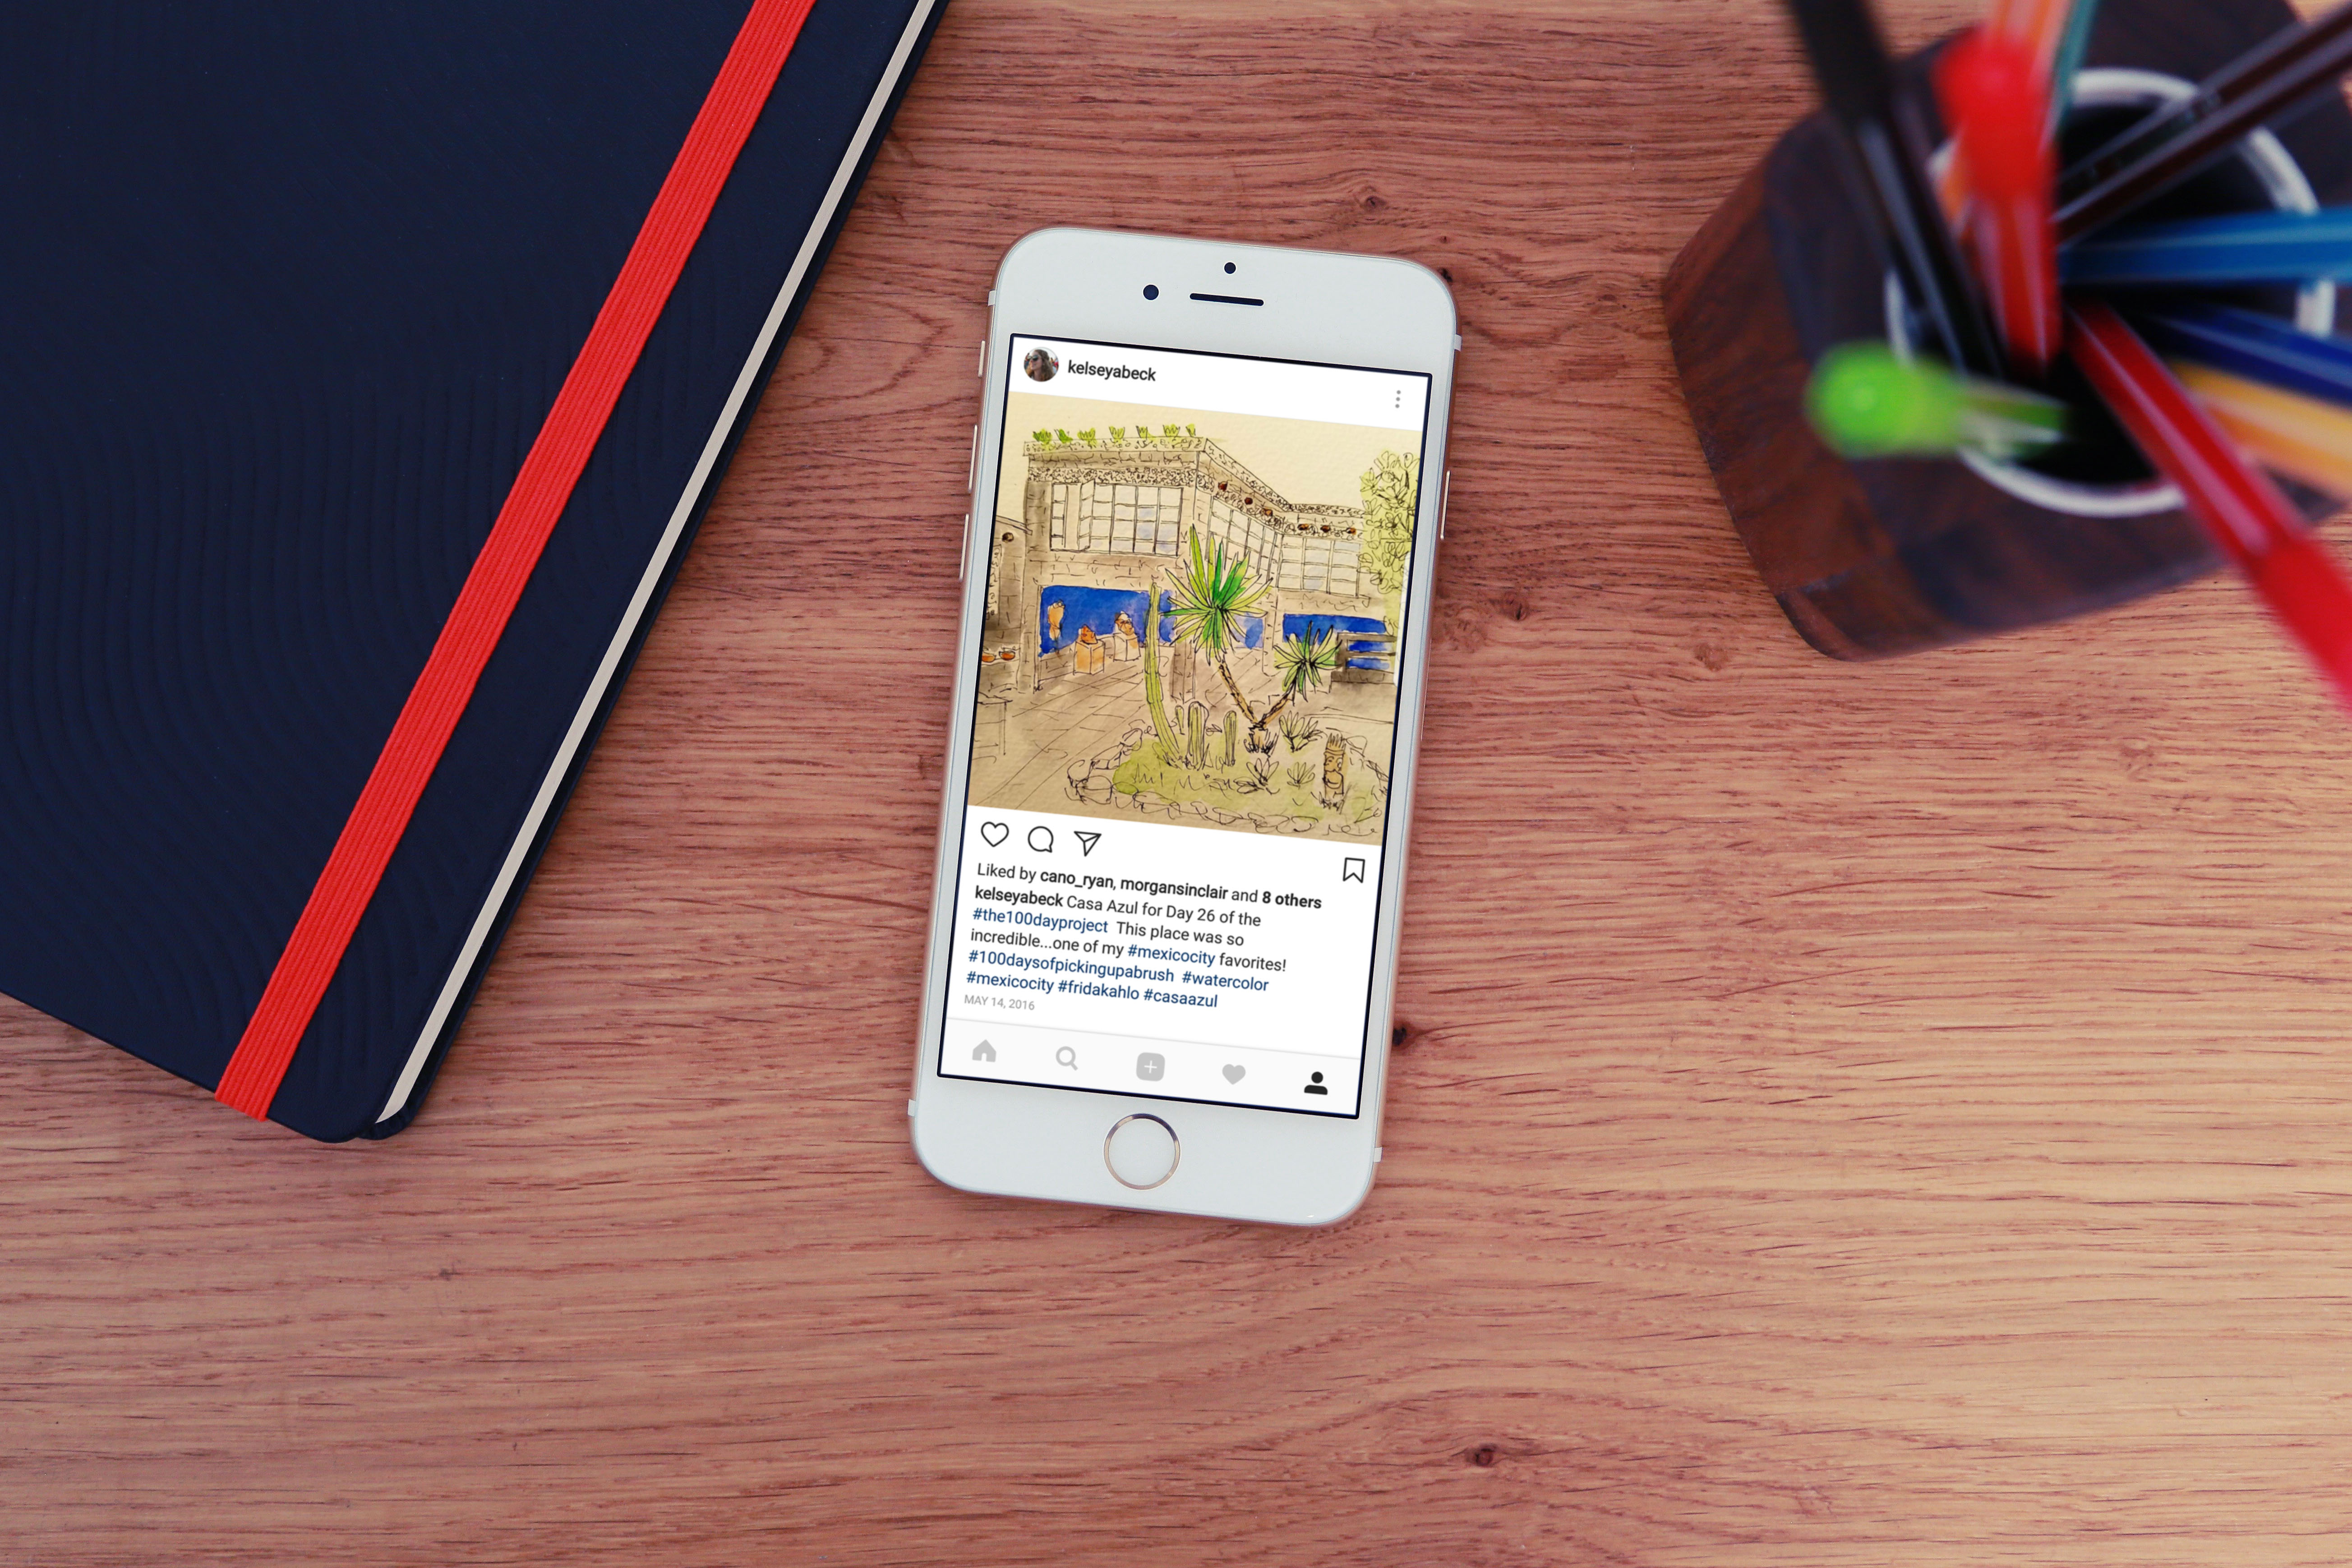 kelseyabeck
Liked by cano_ryan, morgansinclair and 8 others
kelseyabeck Casa Azul for Day 26 of the
#the100dayproject This place was so
incredible...one of my #mexicocity favorites!
#100daysofpickingupabrush #watercolor
#mexicocity #fridakahlo #casaazul
MAY 14, 2016